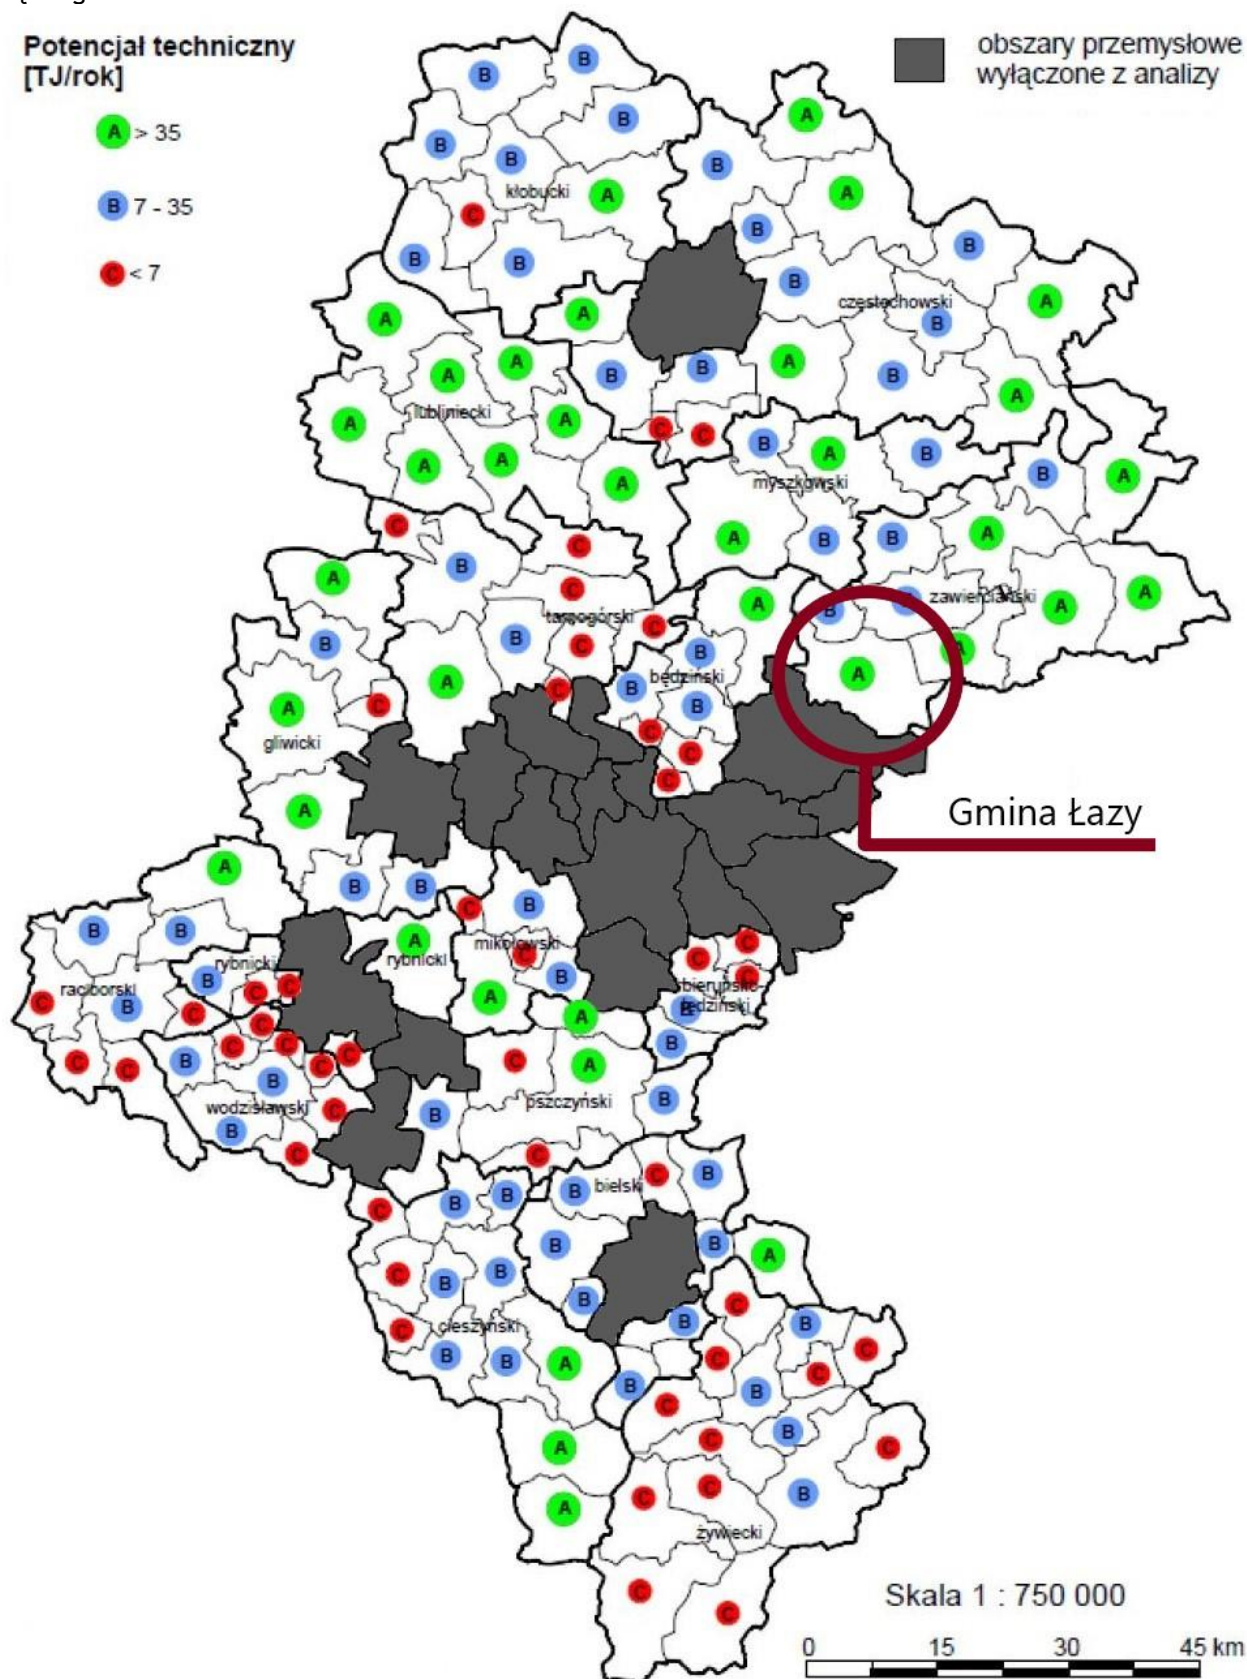 Potencjał techniczny
[TJ/rok]
A > 35
B 7 - 35
C < 7
obszary przemysłowe
wyłączone z analizy
B B
B A
B B B
kłobucki A A
C B
B B B
A A B A
częstochowski
B
A A B B A B A
lubliniecki
A A C C B A B
A A A B A
myszkowski
C C A B B A
A B C A B B zawierciański A A
tarnogórski
B B C C B A
A C B będziński A
A C B
gliwicki C C
A C
Gmina Łazy
A B B
B B A C B
rybnicki rybnicki mikołowski C C
raciborski B C C C B C
C B C A A bieruńsko-
lędziński
B
C C B C C C C C C A B
B wodzisławski C B pszczyński B
B C C
C B B B bielski C B
C B B B B A
C cieszyński B B C B C
B B A B C B C
A C C B C
A C C B
żywiecki
C C
Skala 1 : 750 000
0 15 30 45 km